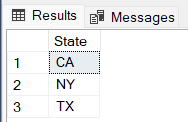 Results Messages
State
1 CA
2 NY
3 TX